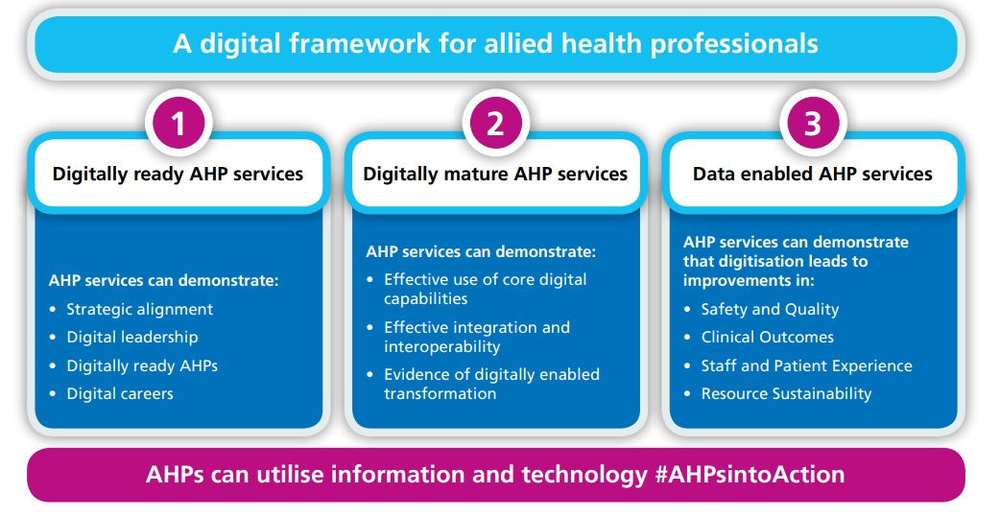 A digital framework for allied health professionals
1
Digitally ready AHP services
AHP services can demonstrate:
• Strategic alignment
• Digital leadership
• Digitally ready AHPs
• Digital careers
2
Digitally mature AHP services
AHP services can demonstrate:
• Effective use of core digital
capabilities
• Effective integration and
interoperability
• Evidence of digitally enabled
transformation
3
Data enabled AHP services
AHP services can demonstrate
that digitisation leads to
improvements in:
• Safety and Quality
• Clinical Outcomes
• Staff and Patient Experience
• Resource Sustainability
AHPs can utilise information and technology #AHPsintoAction